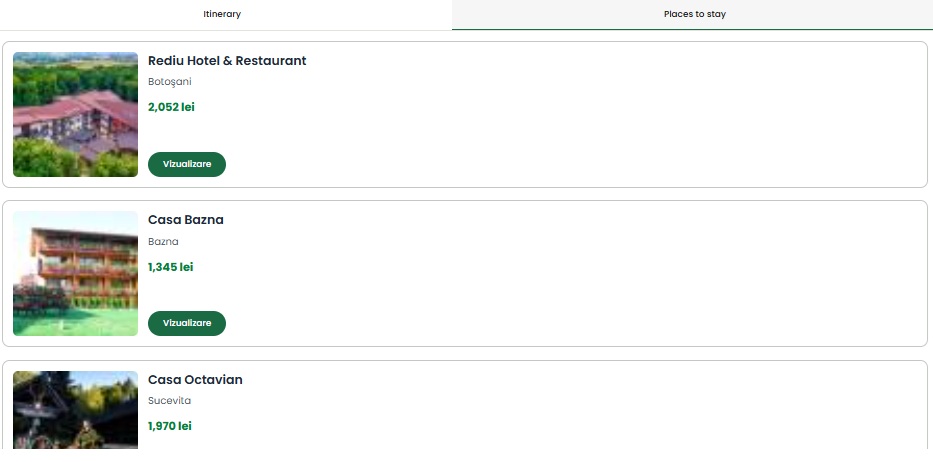 Itinerary
Places to stay
Rediu Hotel & Restaurant
Botoşani
2,052 lei
Vizualizare
Casa Bazna
Bazna
1,345 lei
Vizualizare
Casa Octavian
Sucevita
1,970 lei